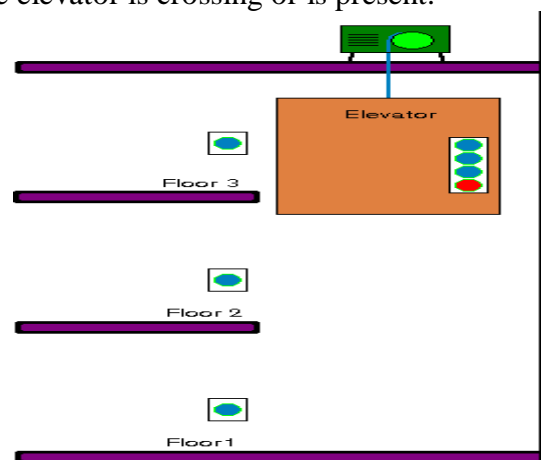 elevator is crossing or is present.
Elevator
Floor 3
Floor 2
Floor1